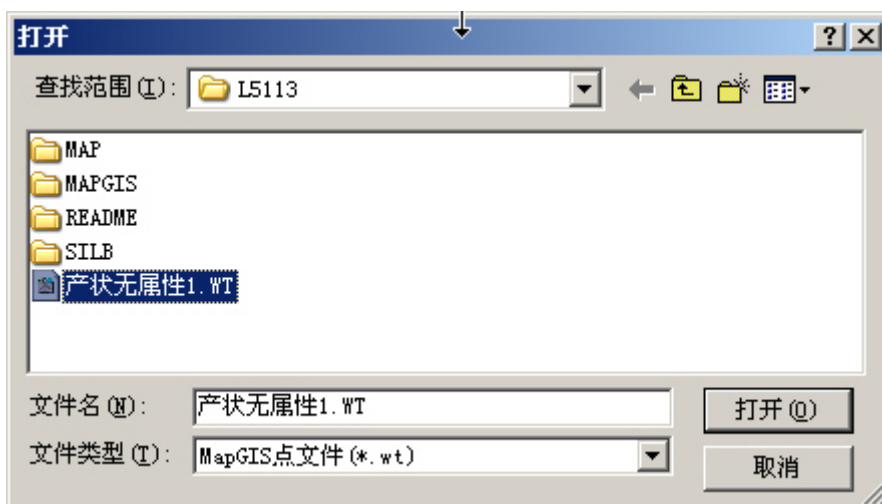 打开
查找范围(I): L5113
MAP
MAPGIS
README
SILB
产状无属性1.WT
文件名(N): 产状无属性1.WT 打开(O)
文件类型(T): MapGIS点文件(*.wt) 取消